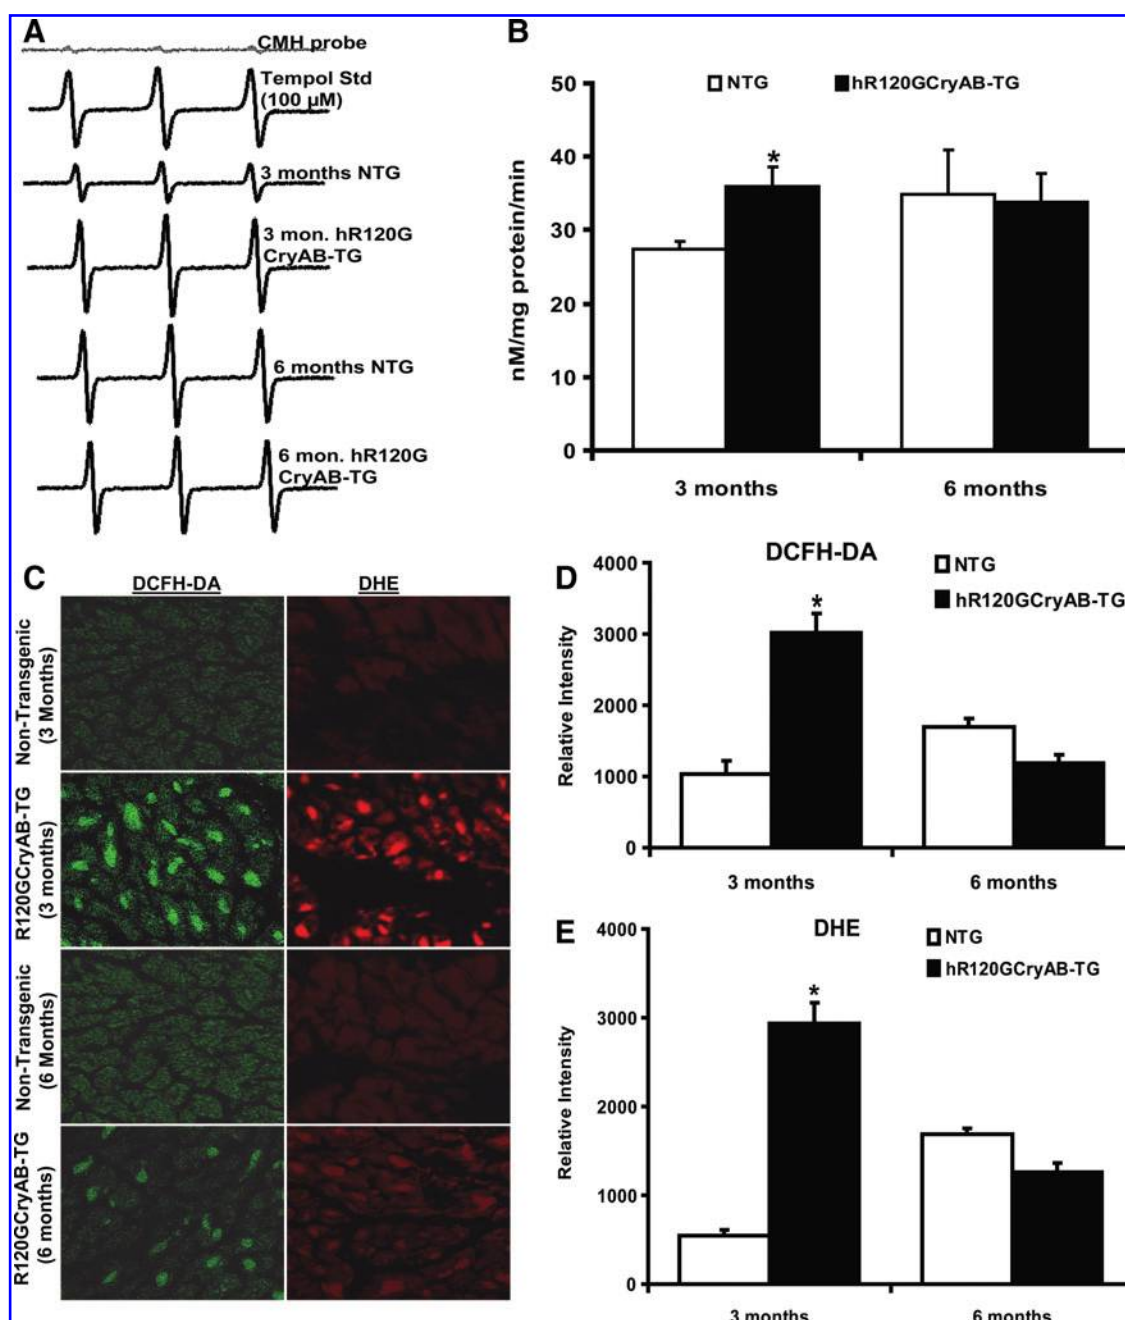 A
CMH probe
Tempol Std
(100 µM)
3 months NTG
3 mon. hR120G
CryAB-TG
6 months NTG
6 mon. hR120G
CryAB-TG
B
NTG
hR120GCryAB-TG
50
40
30
20
10
0
nM/mg protein/min
*
3 months
6 months
C
DCFH-DA
DHE
Non-Transgenic
(3 Months)
R120GCryAB-TG
(3 months)
Non-Transgenic
(6 Months)
R120GCryAB-TG
(6 months)
D
DCFH-DA
NTG
hR120GCryAB-TG
4000
3000
2000
1000
0
Relative Intensity
*
3 months
6 months
E
DHE
NTG
hR120GCryAB-TG
4000
3000
2000
1000
0
Relative Intensity
*
3 months
6 months